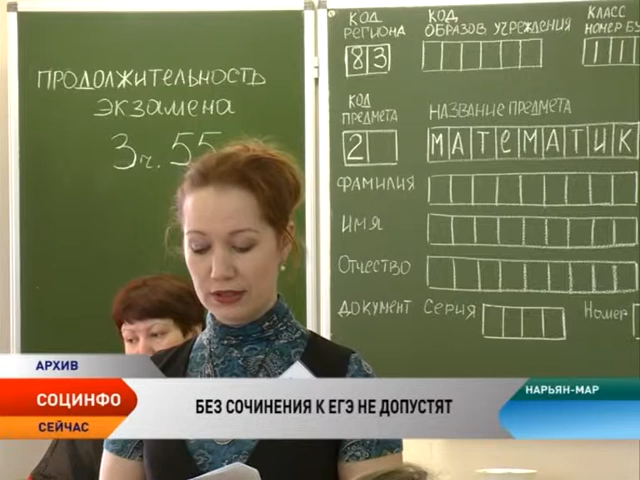 ПРОДОЛЖИТЕЛЬНОСТЬ
ЭКЗАМЕНА
3ч. 55
КОД
РЕГИОНА
83
КОД
ОБРАЗОВ УЧРЕЖДЕНИЯ
КЛАСС
НОМЕР БУ
КОД
ПРЕДМЕТА
2
НАЗВАНИЕ ПРЕДМЕТА
МАТЕМАТИК
ФАМИЛИЯ
ИМЯ
ОТЧЕСТВО
ДОКУМЕНТ СЕРИЯ
НОМЕР
АРХИВ
СОЦИНФО
СЕЙЧАС
БЕЗ СОЧИНЕНИЯ К ЕГЭ НЕ ДОПУСТЯТ
НАРЬЯН-МАР